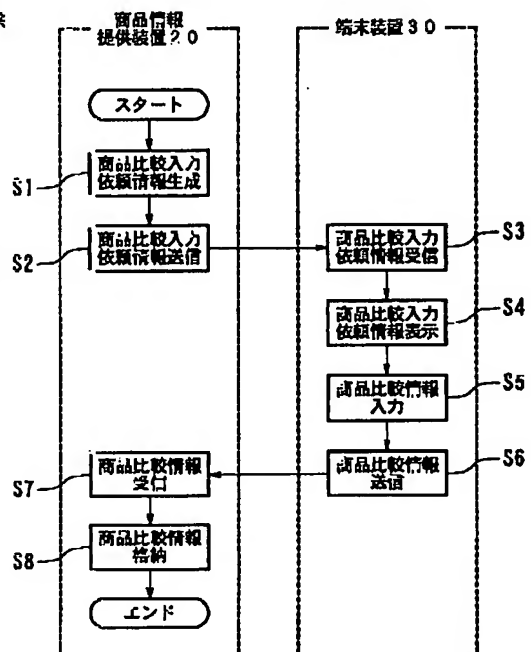 商品情報
提供装置20
端末装置30
スタート
S1
商品比較入力
依頼情報生成
S2
商品比較入力
依頼情報送信
商品比較入力
依頼情報受信
S3
商品比較入力
依頼情報表示
S4
商品比較情報
入力
S5
商品比較情報
送信
S6
S7
商品比較情報
受信
S8
商品比較情報
格納
エンド